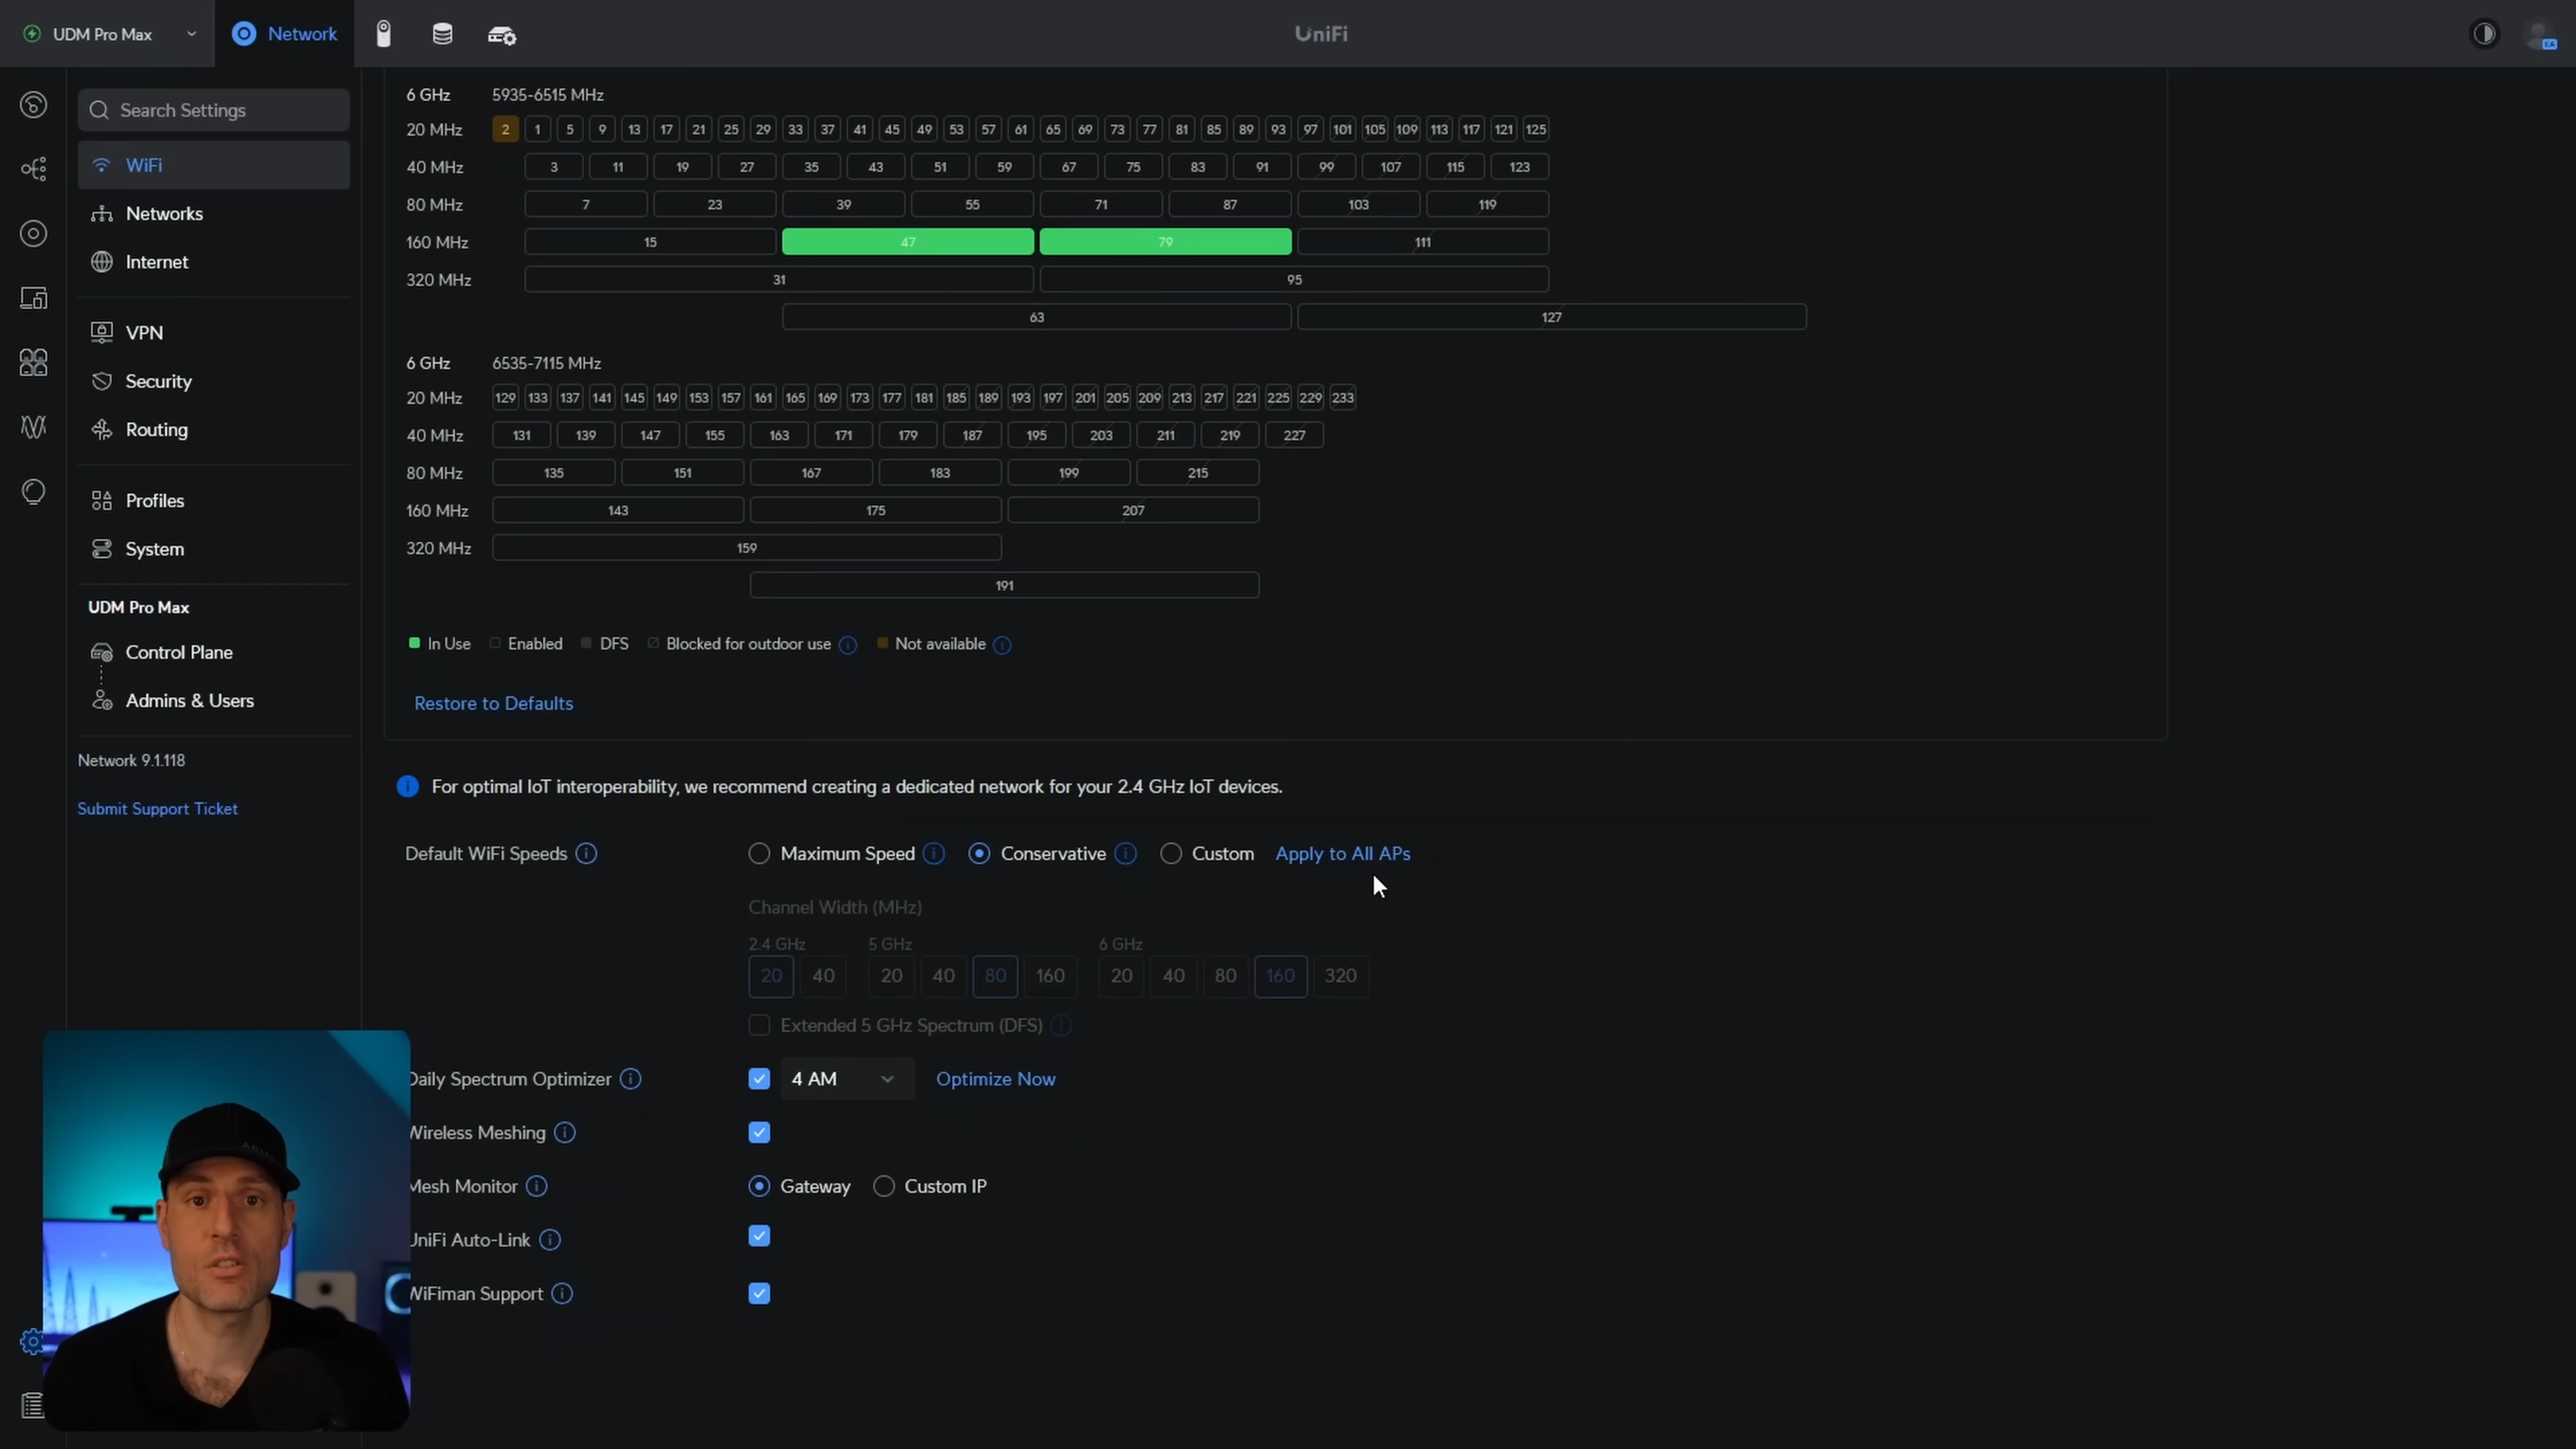 UDM Pro Max
Network
UniFi
EA
Search Settings
WiFi
Networks
Internet
VPN
Security
Routing
Profiles
System
UDM Pro Max
Control Plane
Admins & Users
Network 9.1.118
Submit Support Ticket
6 GHz 5935-6515 MHz
20 MHz 2 1 5 9 13 17 21 25 29 33 37 41 45 49 53 57 61 65 69 73 77 81 85 89 93 97 101 105 109 113 117 121 125
40 MHz 3 11 19 27 35 43 51 59 67 75 83 91 99 107 115 123
80 MHz 7 23 39 55 71 87 103 119
160 MHz 15 47 79 111
320 MHz 31 95
63 127
6 GHz 6535-7115 MHz
20 MHz 129 133 137 141 145 149 153 157 161 165 169 173 177 181 185 189 193 197 201 205 209 213 217 221 225 229 233
40 MHz 131 139 147 155 163 171 179 187 195 203 211 219 227
80 MHz 135 151 167 183 199 215
160 MHz 143 175 207
320 MHz 159
191
In Use Enabled DFS Blocked for outdoor use Not available
Restore to Defaults
For optimal IoT interoperability, we recommend creating a dedicated network for your 2.4 GHz IoT devices.
Default WiFi Speeds Maximum Speed Conservative Custom Apply to All APs
Channel Width (MHz)
2.4 GHz 5 GHz 6 GHz
20 40 20 40 80 160 20 40 80 160 320
Extended 5 GHz Spectrum (DFS)
Daily Spectrum Optimizer 4 AM Optimize Now
Wireless Meshing
Mesh Monitor Gateway Custom IP
UniFi Auto-Link
WiFiman Support